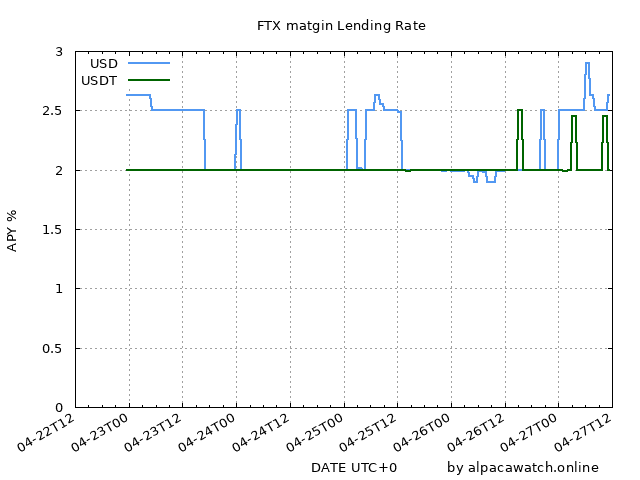 FTX matgin Lending Rate
USD
USDT
3
2.5
2
1.5
1
0.5
0
APY %
04-22T12
04-23T00
04-23T12
04-24T00
04-24T12
04-25T00
04-25T12
04-26T00
04-26T12
04-27T00
04-27T12
DATE UTC+0
by alpacawatch.online